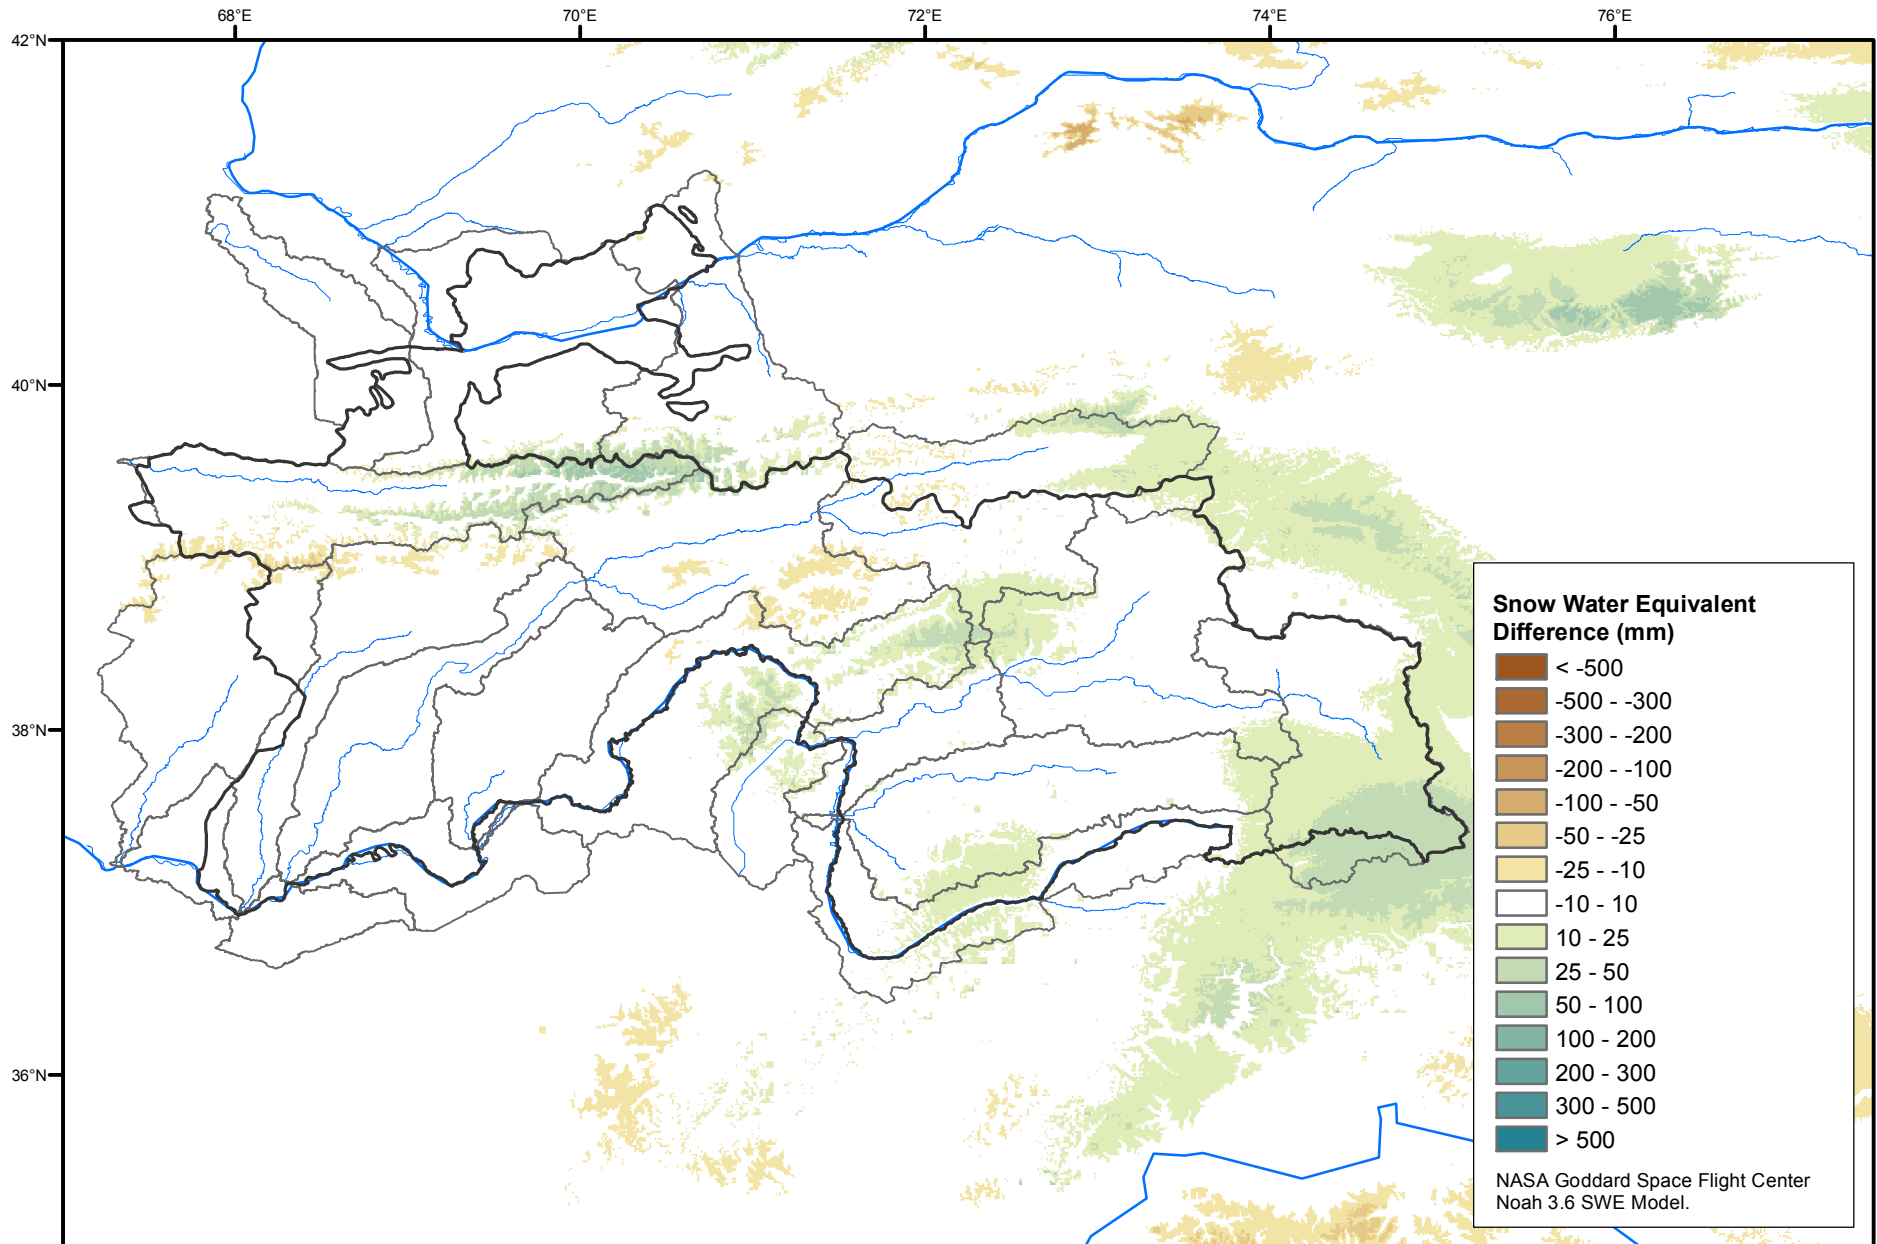 68°E
70°E
72°E
74°E
76°E
42°N
40°N
38°N
36°N
Snow Water Equivalent
Difference (mm)
< -500
-500 - -300
-300 - -200
-200 - -100
-100 - -50
-50 - -25
-25 - -10
-10 - 10
10 - 25
25 - 50
50 - 100
100 - 200
200 - 300
300 - 500
> 500
NASA Goddard Space Flight Center
Noah 3.6 SWE Model.